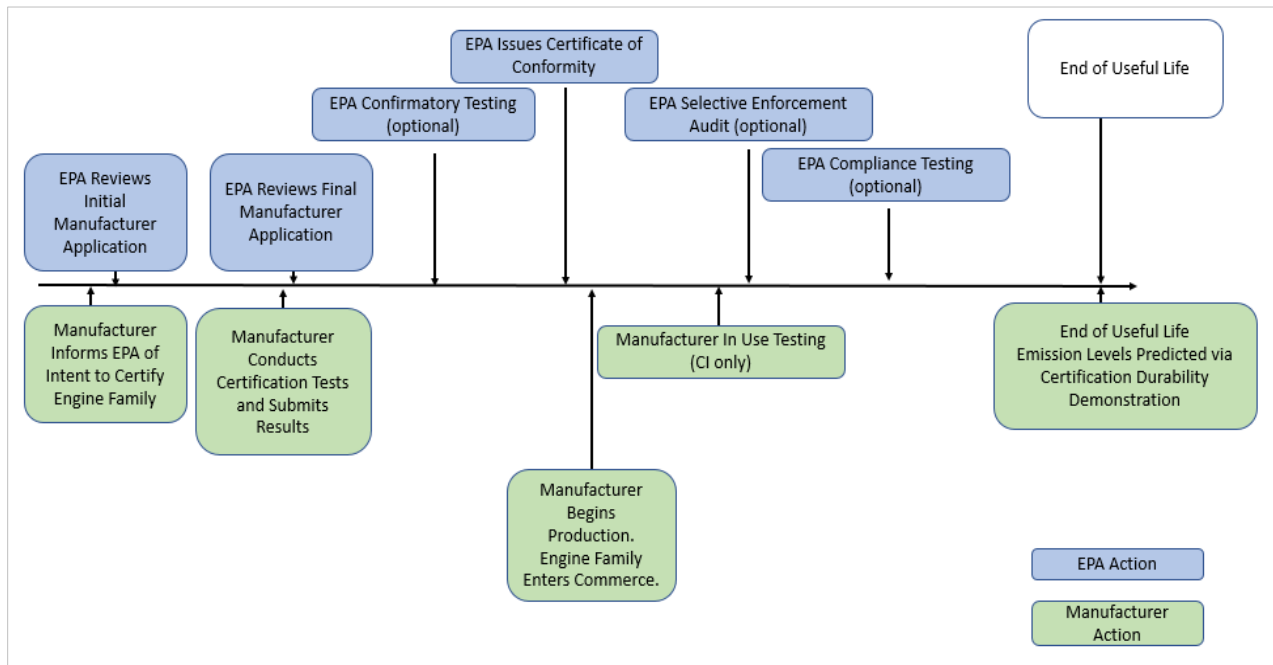 EPA Issues Certificate of
Conformity
End of Useful Life
EPA Confirmatory Testing
(optional)
EPA Selective Enforcement
Audit (optional)
EPA Compliance Testing
(optional)
EPA Reviews
Initial
Manufacturer
Application
EPA Reviews Final
Manufacturer
Application
Manufacturer
Informs EPA of
Intent to Certify
Engine Family
Manufacturer
Conducts
Certification Tests
and Submits
Results
Manufacturer In Use Testing
(CI only)
End of Useful Life
Emission Levels Predicted via
Certification Durability
Demonstration
Manufacturer
Begins
Production.
Engine Family
Enters Commerce.
EPA Action
Manufacturer
Action